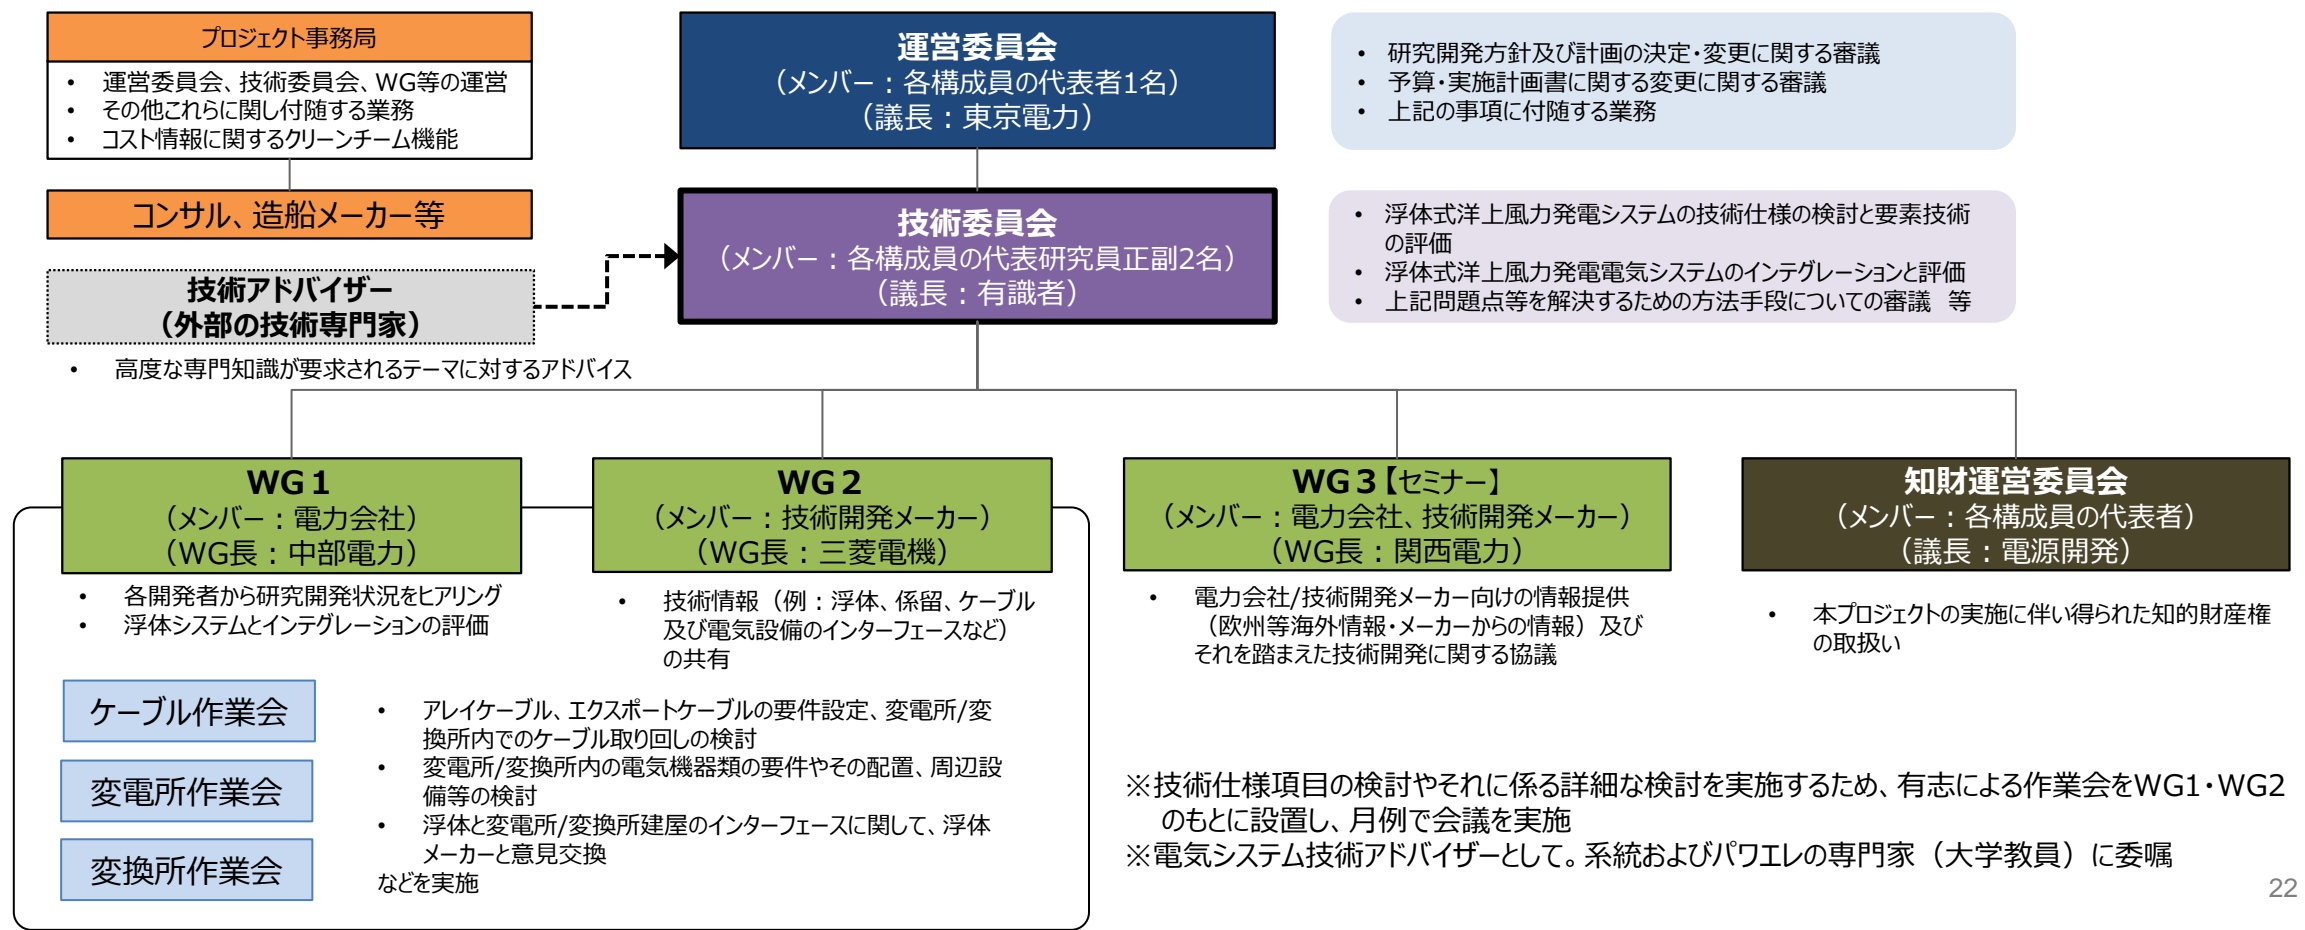 プロジェクト事務局
• 運営委員会、技術委員会、WG等の運営
• その他これらに関し付随する業務
• コスト情報に関するクリーンチーム機能
コンサル、造船メーカー等
技術アドバイザー
（外部の技術専門家）
• 高度な専門知識が要求されるテーマに対するアドバイス
運営委員会
（メンバー：各構成員の代表者1名）
（議長：東京電力）
• 研究開発方針及び計画の決定・変更に関する審議
• 予算・実施計画書に関する変更に関する審議
• 上記の事項に付随する業務
技術委員会
（メンバー：各構成員の代表研究員正副2名）
（議長：有識者）
• 浮体式洋上風力発電システムの技術仕様の検討と要素技術
の評価
• 浮体式洋上風力発電電気システムのインテグレーションと評価
• 上記問題点等を解決するための方法手段についての審議　等
WG１
（メンバー：電力会社）
（WG長：中部電力）
• 各開発者から研究開発状況をヒアリング
• 浮体システムとインテグレーションの評価
WG２
（メンバー：技術開発メーカー）
（WG長：三菱電機）
• 技術情報（例：浮体、係留、ケーブル
及び電気設備のインターフェースなど）
の共有
WG３【セミナー】
（メンバー：電力会社、技術開発メーカー）
（WG長：関西電力）
• 電力会社/技術開発メーカー向けの情報提供
（欧州等海外情報・メーカーからの情報）及び
それを踏まえた技術開発に関する協議
知財運営委員会
（メンバー：各構成員の代表者）
（議長：電源開発）
• 本プロジェクトの実施に伴い得られた知的財産権
の取扱い
ケーブル作業会
変電所作業会
変換所作業会
• アレイケーブル、エクスポートケーブルの要件設定、変電所/変
換所内でのケーブル取り回しの検討
• 変電所/変換所内の電気機器類の要件やその配置、周辺設
備等の検討
• 浮体と変電所/変換所建屋のインターフェースに関して、浮体
メーカーと意見交換
などを実施
※技術仕様項目の検討やそれに係る詳細な検討を実施するため、有志による作業会をWG1・WG2
のもとに設置し、月例で会議を実施
※電気システム技術アドバイザーとして。系統およびパワエレの専門家（大学教員）に委嘱
22